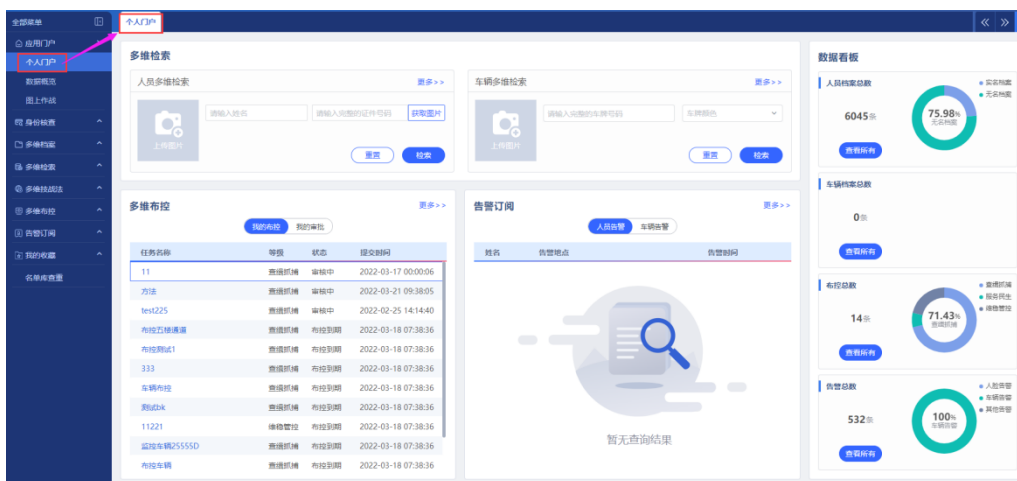 全部菜单
应用门户
个人门户
数据概览
图上作战
身份核查
多维档案
多维检索
多维技战法
多维布控
告警订阅
我的收藏
名单库查重
个人门户
多维检索
人员多维检索 更多>>
上传图片
请输入姓名 请输入完整的证件号码 获取图片
重置 检索
车辆多维检索 更多>>
上传图片
请输入完整的车牌号码 车牌颜色
重置 检索
多维布控 更多>>
我的布控 我的审批
任务名称 等级 状态 提交时间
11 查缉抓捕 审核中 2022-03-17 00:00:06
方法 查缉抓捕 审核中 2022-03-21 09:38:05
test225 查缉抓捕 审核中 2022-02-25 14:14:40
布控五楼通道 查缉抓捕 布控到期 2022-03-18 07:38:36
布控测试1 查缉抓捕 布控到期 2022-03-18 07:38:36
333 查缉抓捕 布控到期 2022-03-18 07:38:36
车辆布控 查缉抓捕 布控到期 2022-03-18 07:38:36
测试bk 查缉抓捕 布控到期 2022-03-18 07:38:36
11221 维稳管控 布控到期 2022-03-18 07:38:36
监控车辆25555D 查缉抓捕 布控到期 2022-03-18 07:38:36
布控车辆 查缉抓捕 布控到期 2022-03-18 07:38:36
告警订阅 更多>>
人员告警 车辆告警
姓名 告警地点 告警时间
暂无查询结果
数据看板
人员档案总数
6045条
查看所有
75.98%
无名档案
实名档案
无名档案
车辆档案总数
0条
查看所有
布控总数
14条
查看所有
71.43%
查缉抓捕
查缉抓捕
服务民生
维稳管控
告警总数
532条
查看所有
100%
车辆告警
人脸告警
车辆告警
其他告警